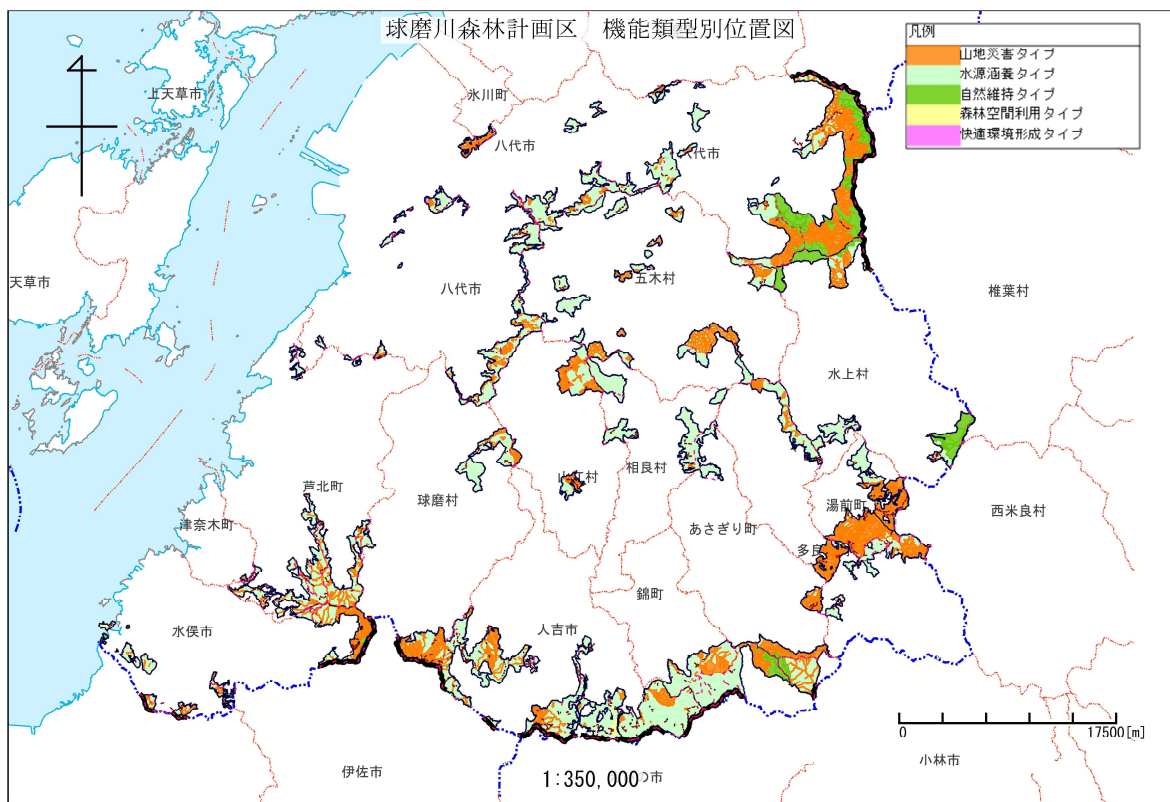 球磨川森林計画区 機能類型別位置図
凡例
山地災害タイプ
水源涵養タイプ
自然維持タイプ
森林空間利用タイプ
快適環境形成タイプ
上天草市
氷川町
八代市
八代市
天草市
八代市
五木村
椎葉村
水上村
芦北町
球磨村
山江村
相良村
湯前町
西米良村
津奈木町
あさぎり町
多良
錦町
水俣市
人吉市
0 17500[m]
伊佐市
1:350,000
の市
小林市